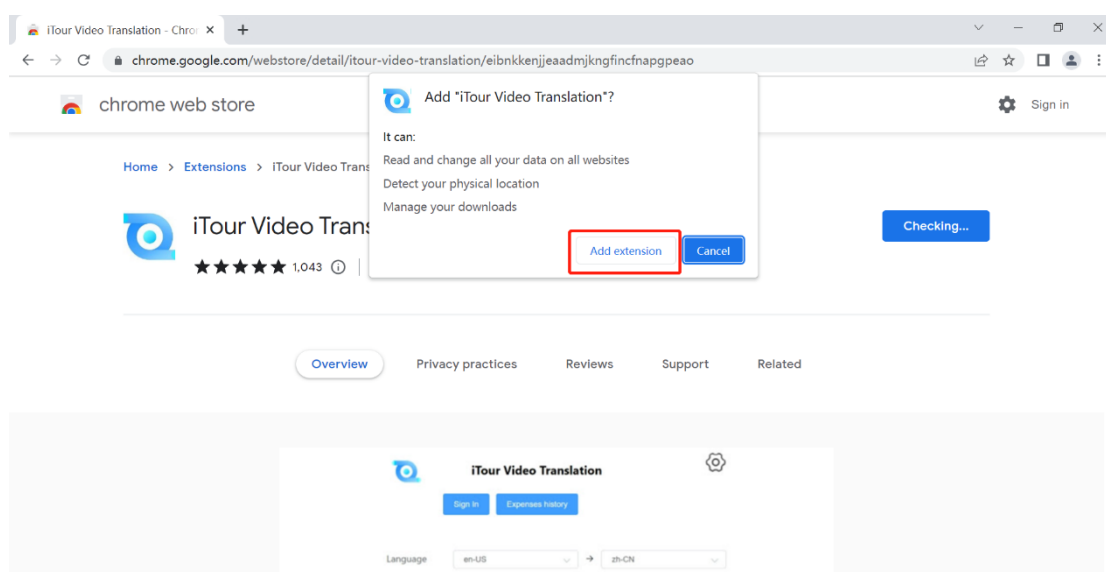 iTour Video Translation - Chror
chrome.google.com/webstore/detail/itour-video-translation/eibnkkenjjeaadmjkngfincfnapgpeao
chrome web store
Sign in
Add "iTour Video Translation"?
It can:
Read and change all your data on all websites
Detect your physical location
Manage your downloads
Add extension
Cancel
Home > Extensions > iTour Video Trans
iTour Video Trans
1,043
Checking...
Overview
Privacy practices
Reviews
Support
Related
iTour Video Translation
Sign In
Expenses history
Language
en-US
zh-CN